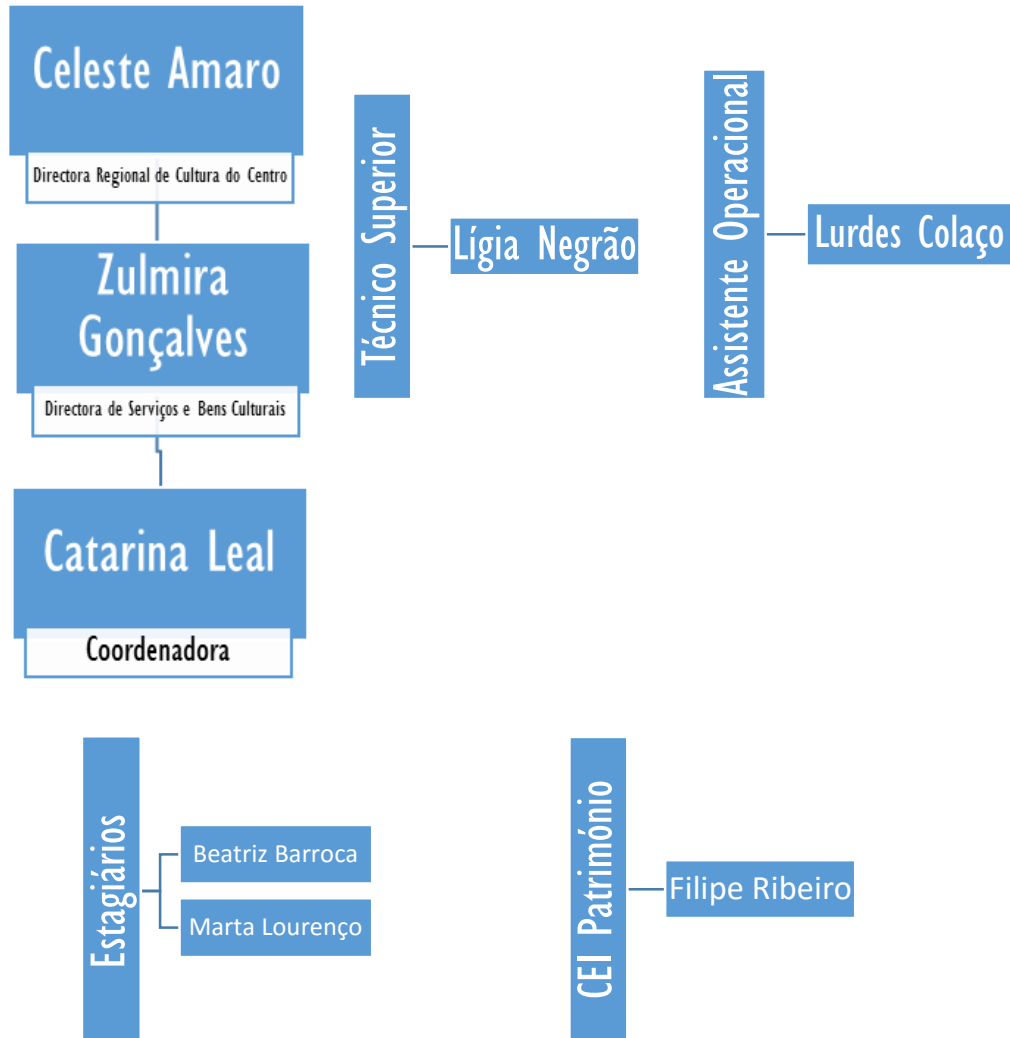 Celeste Amaro
Directora Regional de Cultura do Centro
Zulmira
Gonçalves
Directora de Serviços e Bens Culturais
Catarina Leal
Coordenadora
Técnico Superior
Lígia Negrão
Assistente Operacional
Lurdes Colaço
Estagiários
Beatriz Barroca
Marta Lourenço
CEI Património
Filipe Ribeiro